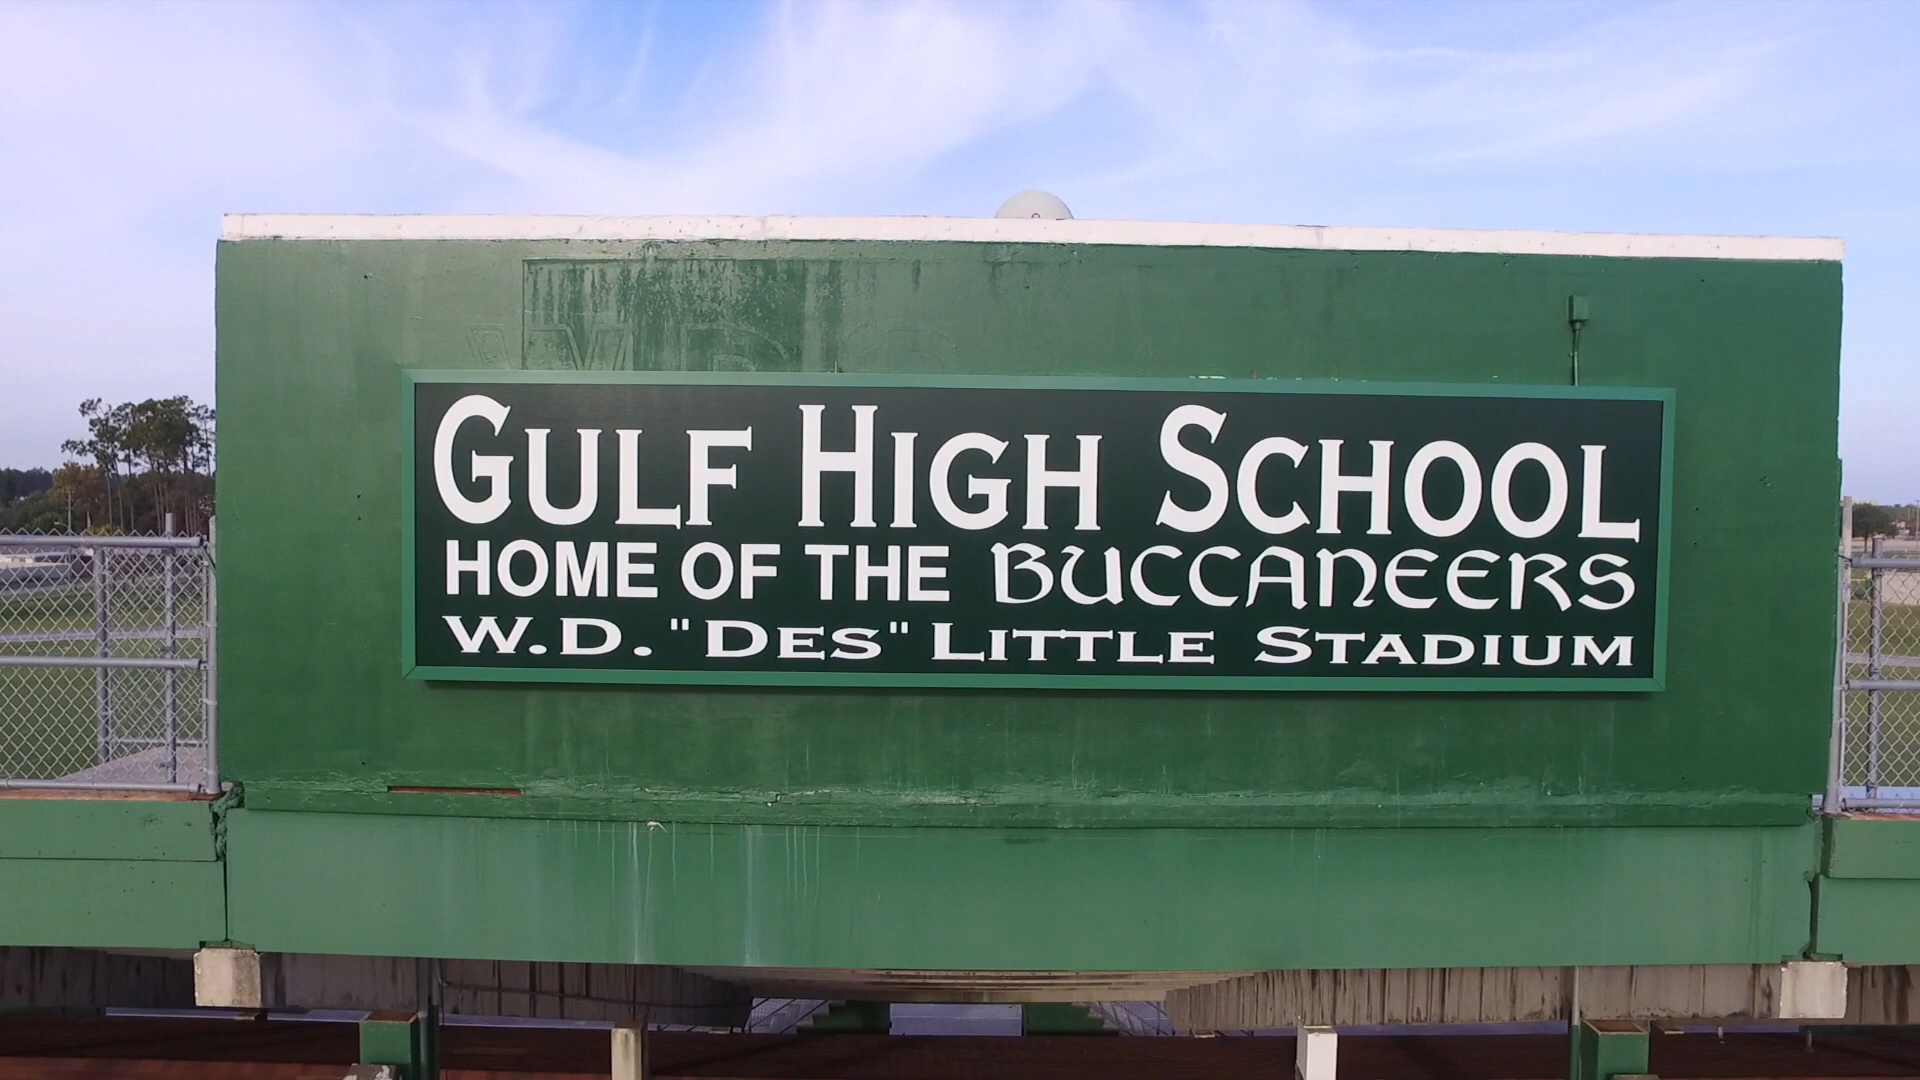 GULF HIGH SCHOOL
HOME OF THE BUCCANEERS
W.D. "DES" LITTLE STADIUM